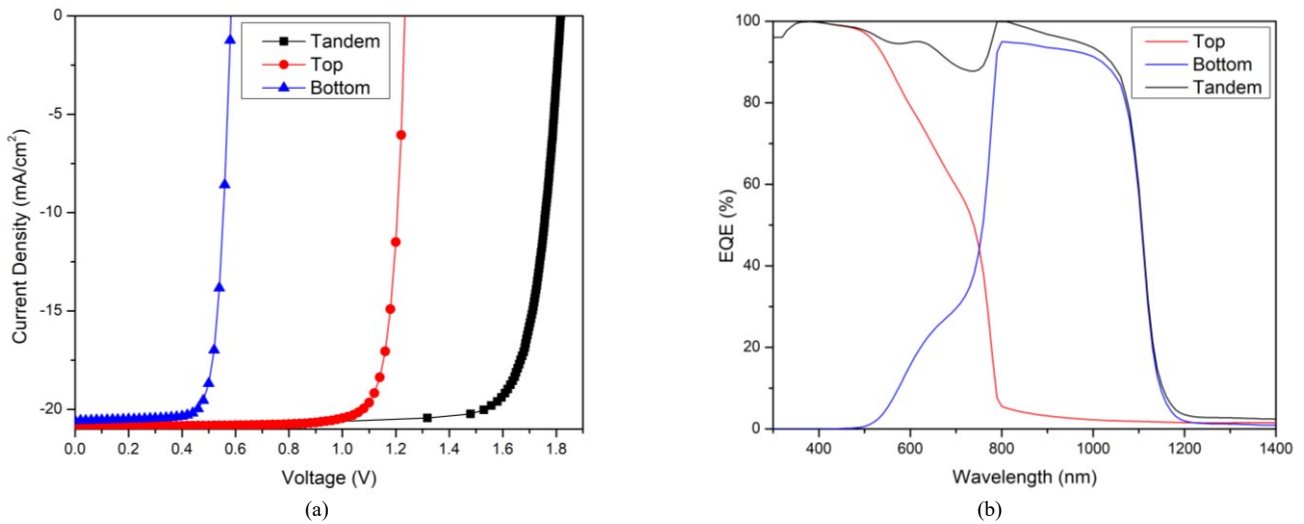 0
-5
-10
-15
-20
Current Density (mA/cm²)
0.0 0.2 0.4 0.6 0.8 1.0 1.2 1.4 1.6 1.8
Voltage (V)
Tandem
Top
Bottom
(a)
100
80
60
40
20
0
EQE (%)
400 600 800 1000 1200 1400
Wavelength (nm)
Top
Bottom
Tandem
(b)